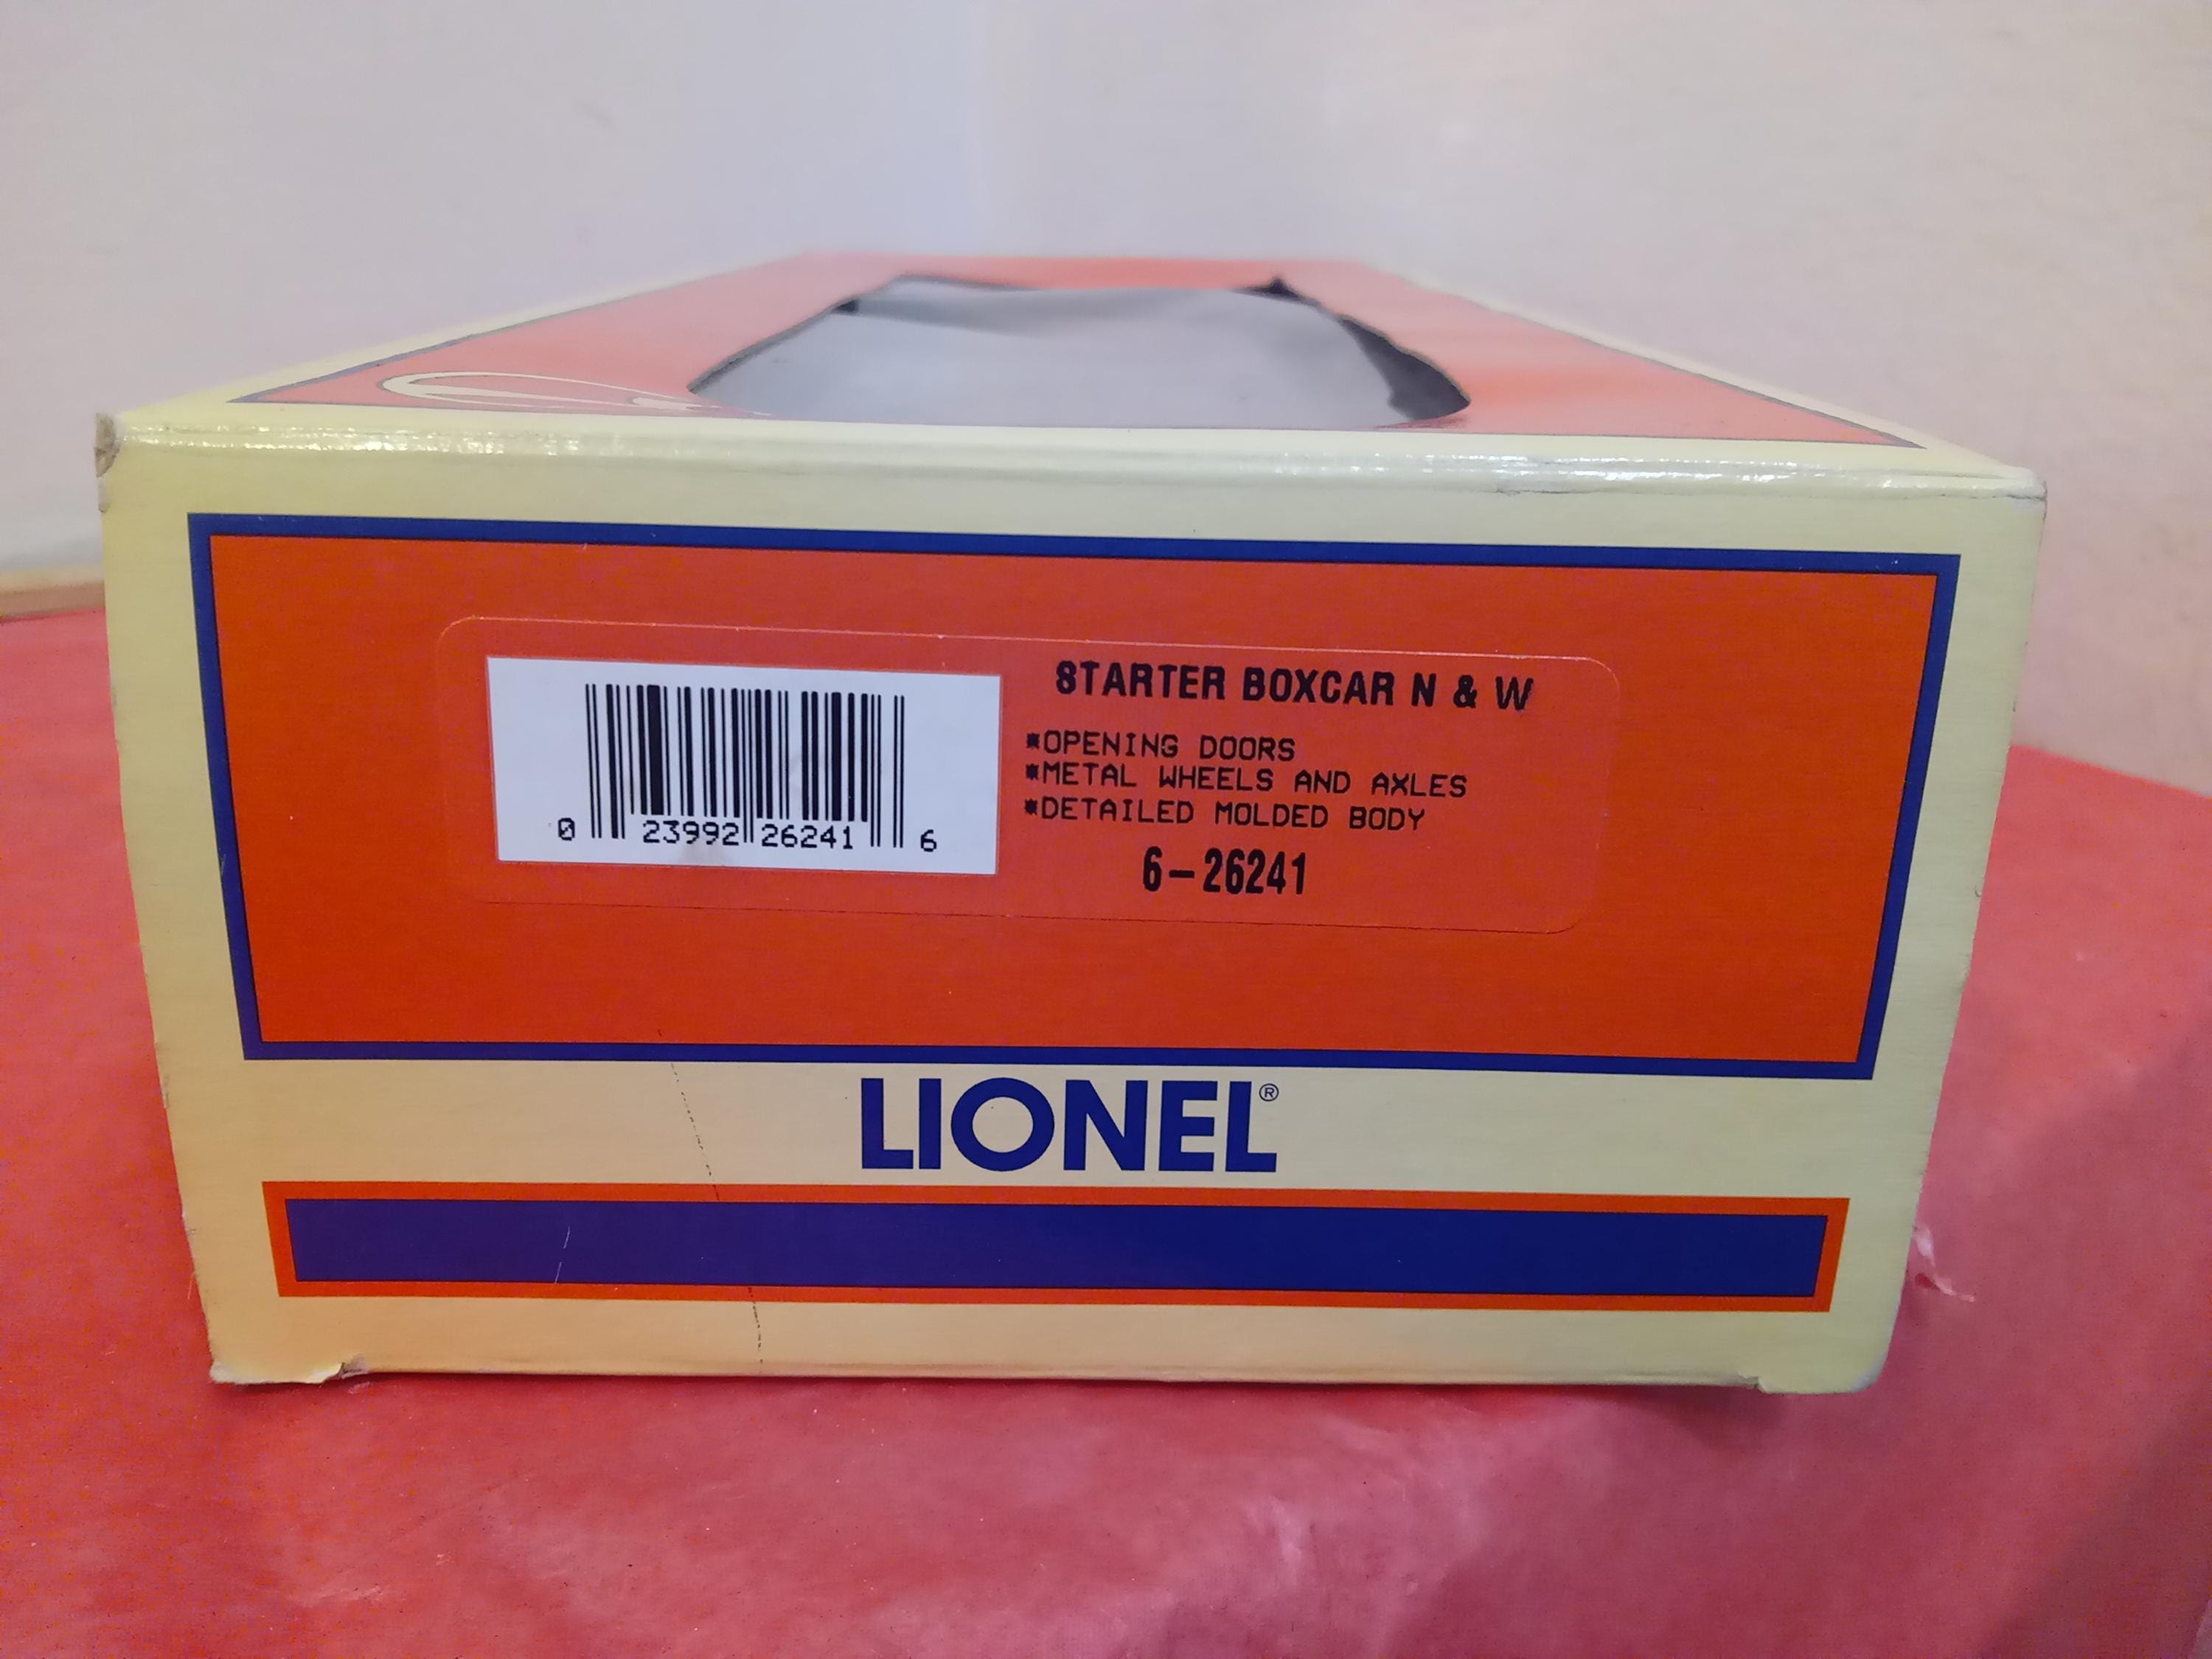 STARTER BOXCAR N & W
*OPENING DOORS
*METAL WHEELS AND AXLES
*DETAILED MOLDED BODY
6-26241
0 23992 26241 6
LIONEL®